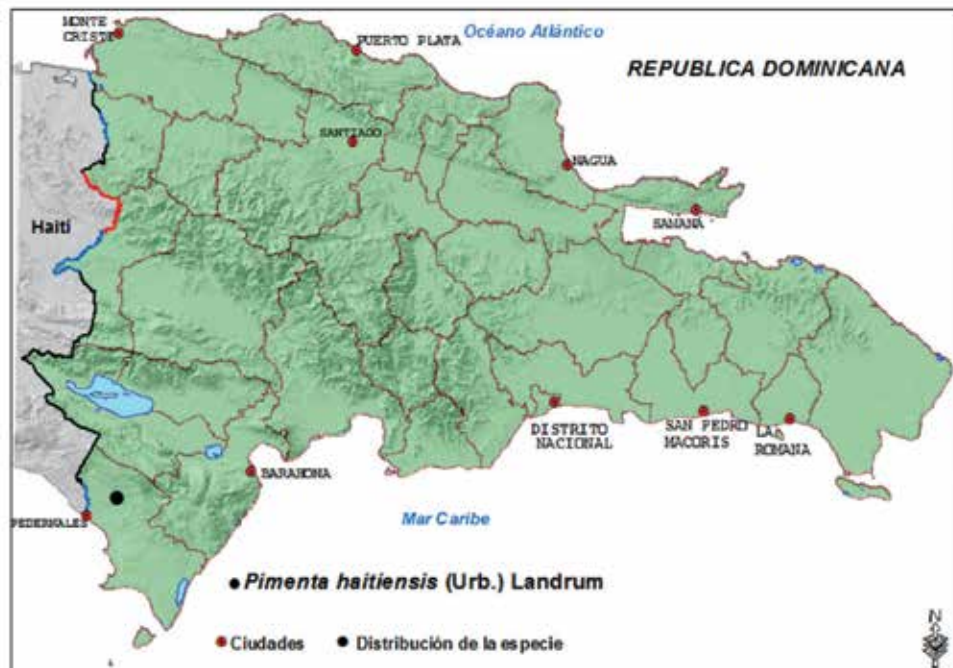 MONTE
CRISTI
Océano Atlántico
PUERTO PLATA
REPUBLICA DOMINICANA
SANTIAGO
NAGUA
SAMANA
Haití
DISTRITO
NACIONAL
SAN PEDRO
MACORIS
LA
ROMANA
BARAHONA
PEDERNALES
Mar Caribe
Pimenta haitiensis (Urb.) Landrum
Ciudades
Distribución de la especie
N